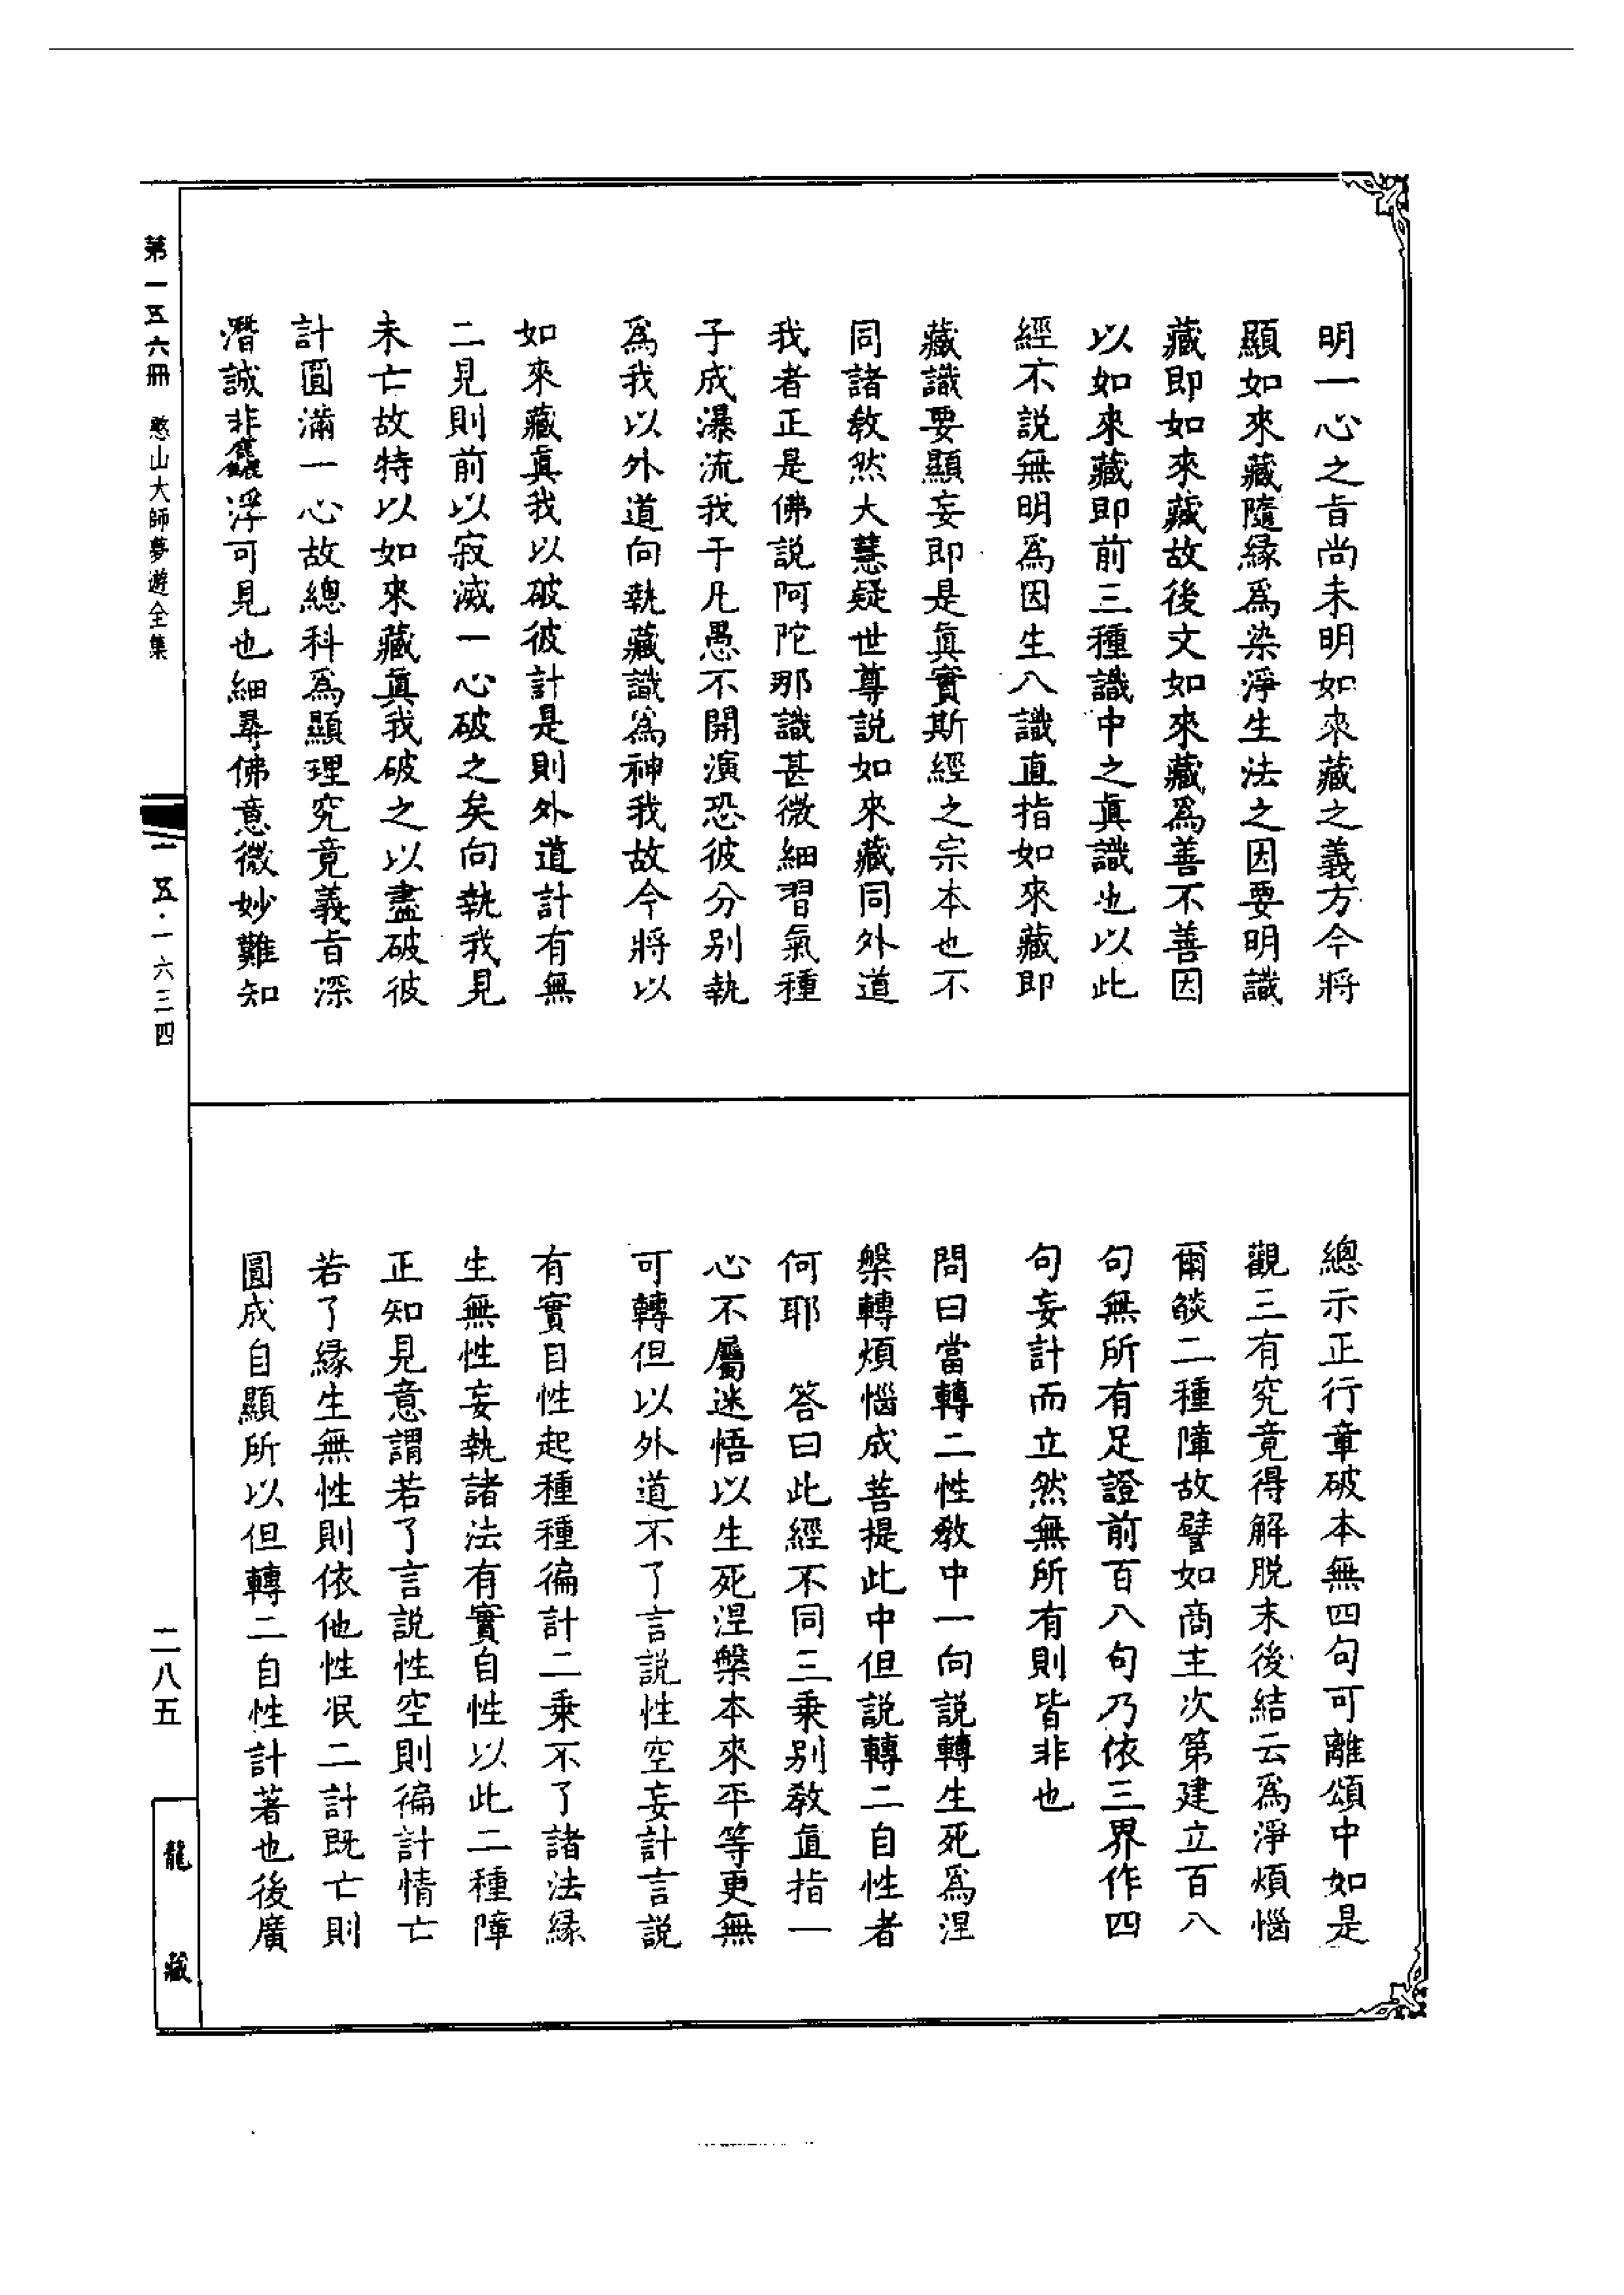 明一心之旨尚未明如來藏之義方今將
顯如來藏隨緣爲染淨生法之因要明識
藏即如來藏故後文如來藏爲善不善因
以如來藏即前三種識中之眞識也以此
經不説無明爲因生八識直指如來藏即
藏識要顯妄即是眞實斯經之宗本也不
同諸教然大慧疑世尊説如來藏同外道
我者正是佛説阿陀那識甚微細習氣種
子成瀑流我于凡愚不開演恐彼分别執
爲我以外道向執藏識爲神我故今將以
如來藏眞我以破彼計是則外道計有無
二見則前以寂滅一心破之矣向執我見
未亡故特以如來藏眞我破之以盡破彼
計圓滿一心故總科爲顯理究竟義旨深
潛誠非麤浮可見也細尋佛意微妙難知
總示正行章破本無四句可離頌中如是
觀三有究竟得解脱末後結云爲淨煩惱
爾燄二種障故譬如商主次第建立百八
句無所有足證前百八句乃依三界作四
句妄計而立然無所有則皆非也
問曰當轉二性教中一向説轉生死爲涅
槃轉煩惱成菩提此中但説轉二自性者
何耶　答曰此經不同三乘别教直指一
心不屬迷悟以生死涅槃本來平等更無
可轉但以外道不了言説性空妄計言説
有實自性起種種徧計二乘不了諸法緣
生無性妄執諸法有實自性以此二種障
正知見意謂若了言説性空則徧計情亡
若了緣生無性則依他性泯二計既亡則
圓成自顯所以但轉二自性計著也後廣
第一五六冊　憨山大師夢遊全集
一五·一六三四
二八五
龍藏